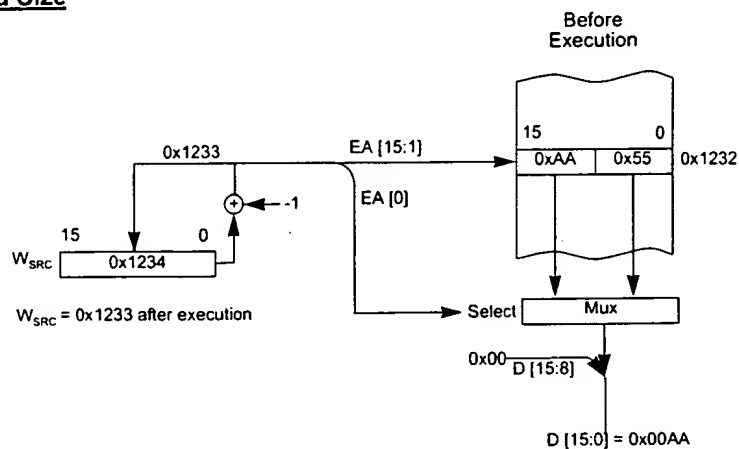 Before
Execution
15 0
0x1233
EA [15:1]
0xAA 0x55 0x1232
EA [0]
-1
15 0
W_SRC 0x1234
W_SRC = 0x1233 after execution
Select Mux
0x00
D [15:8]
D [15:0] = 0x00AA